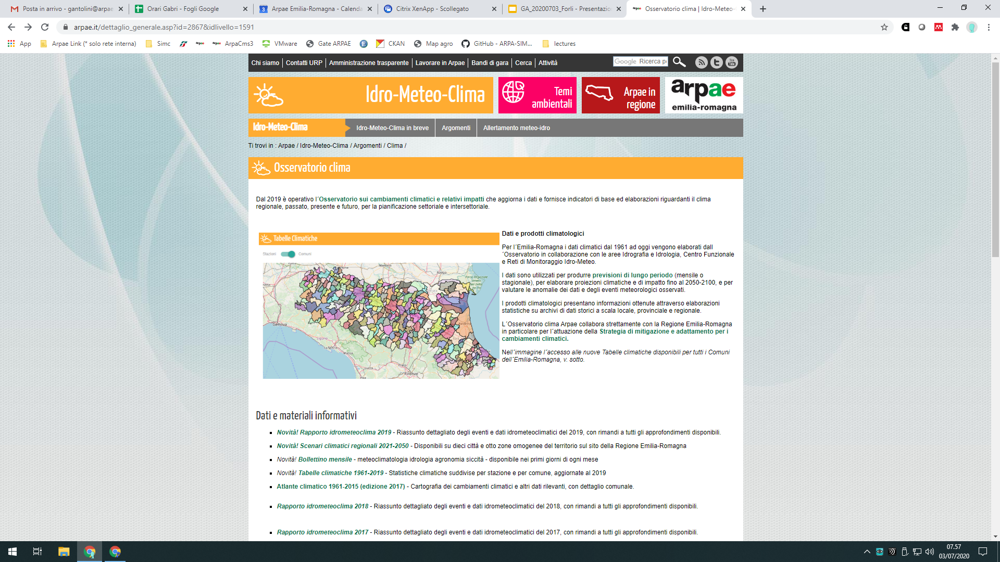 Posta in arrivo - gantolini@arpae
Orari Gabri - Fogli Google
Arpae Emilia-Romagna - Calenda
Citrix XenApp - Scollegato
GA_20200703_Forli - Presentazio
Osservatorio clima | Idro-Meteo-
arpae.it/dettaglio_generale.asp?id=2867&idlivello=1591
App
Arpae Link (* solo rete interna)
Simc
ArpaCms3
VMware
Gate ARPAE
CKAN
Map agro
GitHub - ARPA-SIM...
lectures
Chi siamo | Contatti URP | Amministrazione trasparente | Lavorare in Arpae | Bandi di gara | Cerca | Attività
Google Ricerca p
Idro-Meteo-Clima
Temi
ambientali
Arpae in
regione
arpae
emilia-romagna
Idro-Meteo-Clima
Idro-Meteo-Clima in breve
Argomenti
Allertamento meteo-idro
Ti trovi in : Arpae / Idro-Meteo-Clima / Argomenti / Clima /
Osservatorio clima
Dal 2019 è operativo l´Osservatorio sui cambiamenti climatici e relativi impatti che aggiorna i dati e fornisce indicatori di base ed elaborazioni riguardanti il clima
regionale, passato, presente e futuro, per la pianificazione settoriale e intersettoriale.
Tabelle Climatiche
Stazioni
Comuni
Mantova
Rovigo
Parco Regionale
Veneto
del Delta
del Po
Genova
Liguria
La Spezia
Massa
Lucca
Prato
Firenze
Pisa
Ravenna
Dati e prodotti climatologici
Per l´Emilia-Romagna i dati climatici dal 1961 ad oggi vengono elaborati dall
´Osservatorio in collaborazione con le aree Idrografia e Idrologia, Centro Funzionale
e Reti di Monitoraggio Idro-Meteo.
I dati sono utilizzati per produrre previsioni di lungo periodo (mensile o
stagionale), per elaborare proiezioni climatiche e di impatto fino al 2050-2100, e per
valutare le anomalie dei dati e degli eventi meteorologici osservati.
I prodotti climatologici presentano informazioni ottenute attraverso elaborazioni
statistiche su archivi di dati storici a scala locale, provinciale e regionale.
L´Osservatorio clima Arpae collabora strettamente con la Regione Emilia-Romagna
in particolare per l´attuazione della Strategia di mitigazione e adattamento per i
cambiamenti climatici.
Nell´immagine l´accesso alle nuove Tabelle climatiche disponibili per tutti i Comuni
dell´Emilia-Romagna, v. sotto.
Dati e materiali informativi
Novità! Rapporto idrometeoclima 2019 - Riassunto dettagliato degli eventi e dati idrometeoclimatici del 2019, con rimandi a tutti gli approfondimenti disponibili.
Novità! Scenari climatici regionali 2021-2050 - Disponibili su dieci città e otto zone omogenee del territorio sul sito della Regione Emilia-Romagna
Novità! Bollettino mensile - meteoclimatologia idrologia agronomia siccità - disponibile nei primi giorni di ogni mese
Novità! Tabelle climatiche 1961-2019 - Statistiche climatiche suddivise per stazione e per comune, aggiornate al 2019
Atlante climatico 1961-2015 (edizione 2017) - Cartografia dei cambiamenti climatici e altri dati rilevanti, con dettaglio comunale.
Rapporto idrometeoclima 2018 - Riassunto dettagliato degli eventi e dati idrometeoclimatici del 2018, con rimandi a tutti gli approfondimenti disponibili.
Rapporto idrometeoclima 2017 - Riassunto dettagliato degli eventi e dati idrometeoclimatici del 2017, con rimandi a tutti gli approfondimenti disponibili.
07.57
03/07/2020